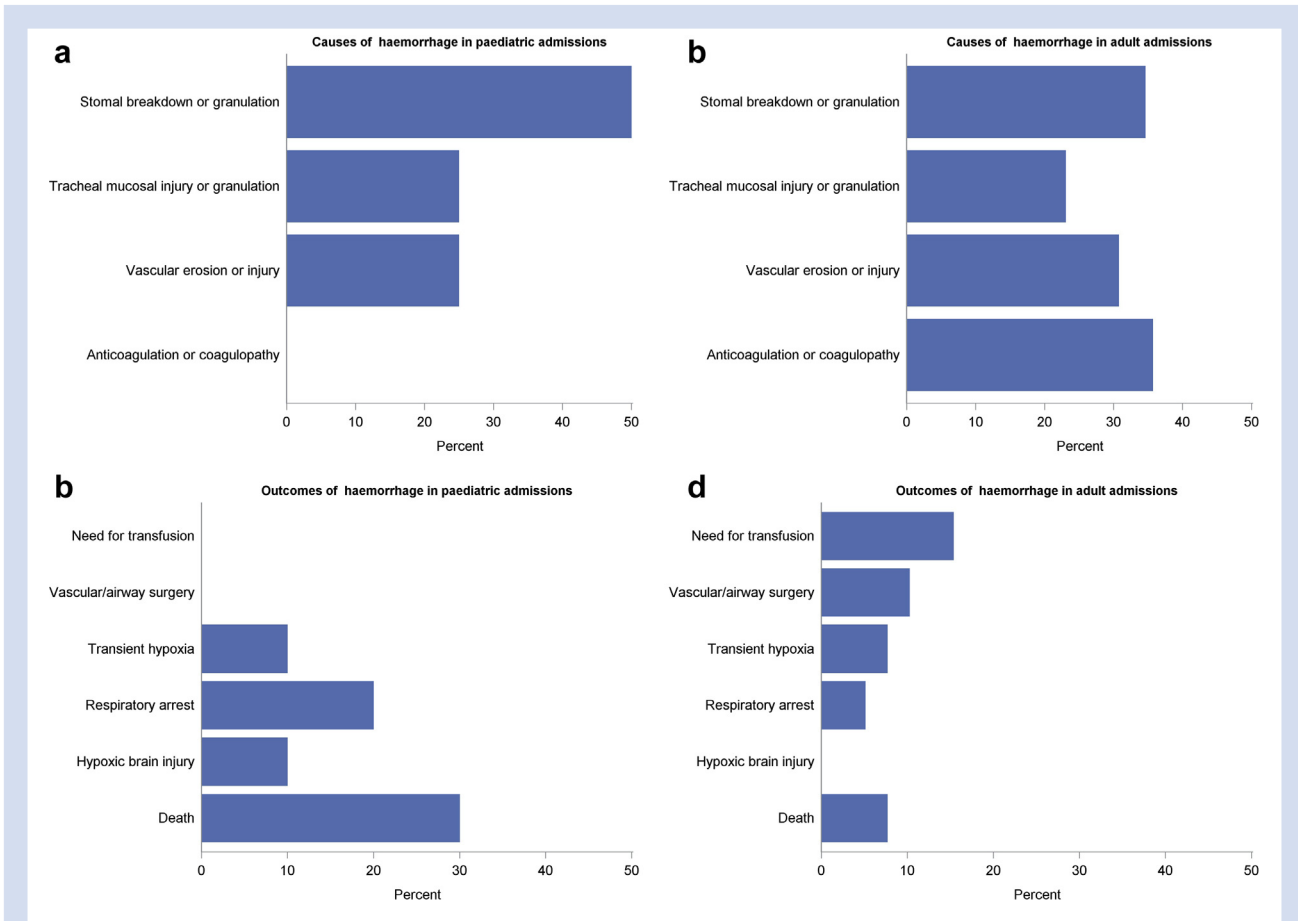 a
Causes of haemorrhage in paediatric admissions
Stomal breakdown or granulation
Tracheal mucosal injury or granulation
Vascular erosion or injury
Anticoagulation or coagulopathy
0 10 20 30 40 50
Percent
b
Causes of haemorrhage in adult admissions
Stomal breakdown or granulation
Tracheal mucosal injury or granulation
Vascular erosion or injury
Anticoagulation or coagulopathy
0 10 20 30 40 50
Percent
b
Outcomes of haemorrhage in paediatric admissions
Need for transfusion
Vascular/airway surgery
Transient hypoxia
Respiratory arrest
Hypoxic brain injury
Death
0 10 20 30 40 50
Percent
d
Outcomes of haemorrhage in adult admissions
Need for transfusion
Vascular/airway surgery
Transient hypoxia
Respiratory arrest
Hypoxic brain injury
Death
0 10 20 30 40 50
Percent